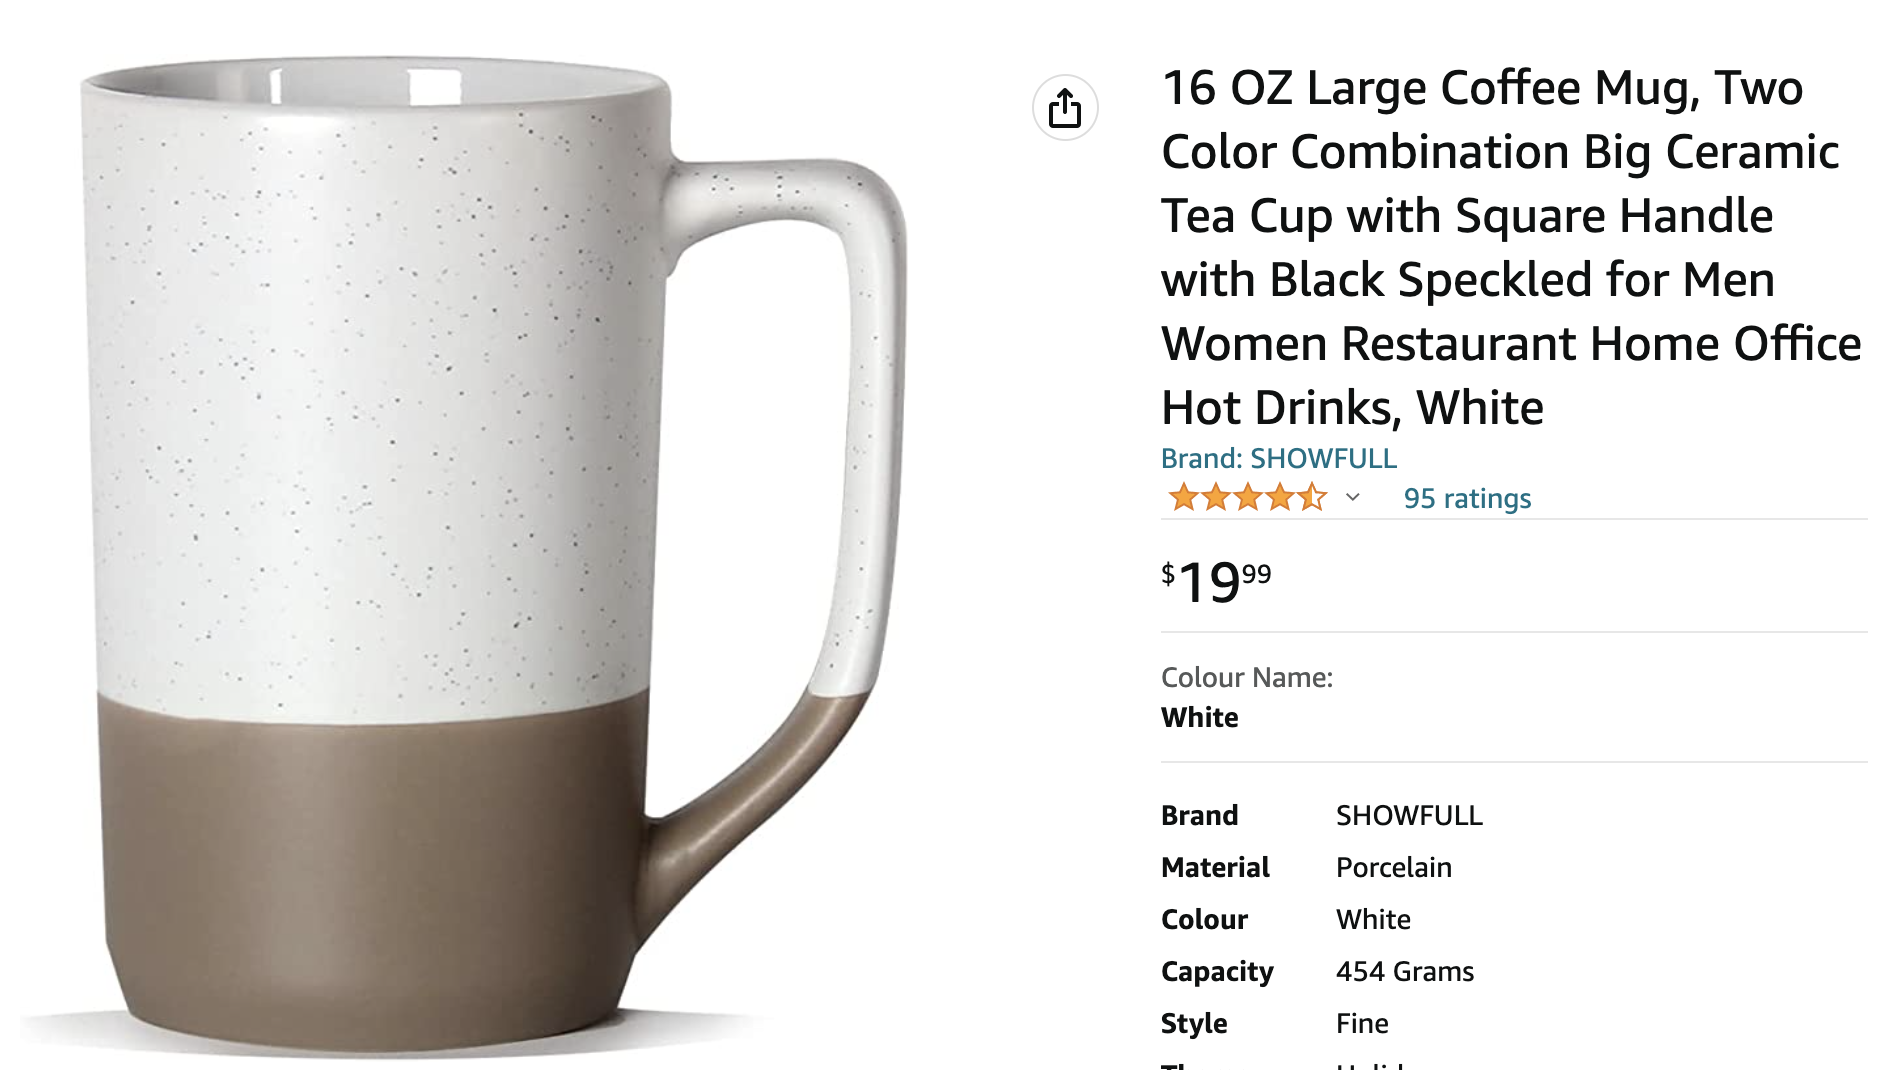 16 OZ Large Coffee Mug, Two
Color Combination Big Ceramic
Tea Cup with Square Handle
with Black Speckled for Men
Women Restaurant Home Office
Hot Drinks, White
Brand: SHOWFULL
95 ratings
$19.99
Colour Name:
White
Brand SHOWFULL
Material Porcelain
Colour White
Capacity 454 Grams
Style Fine